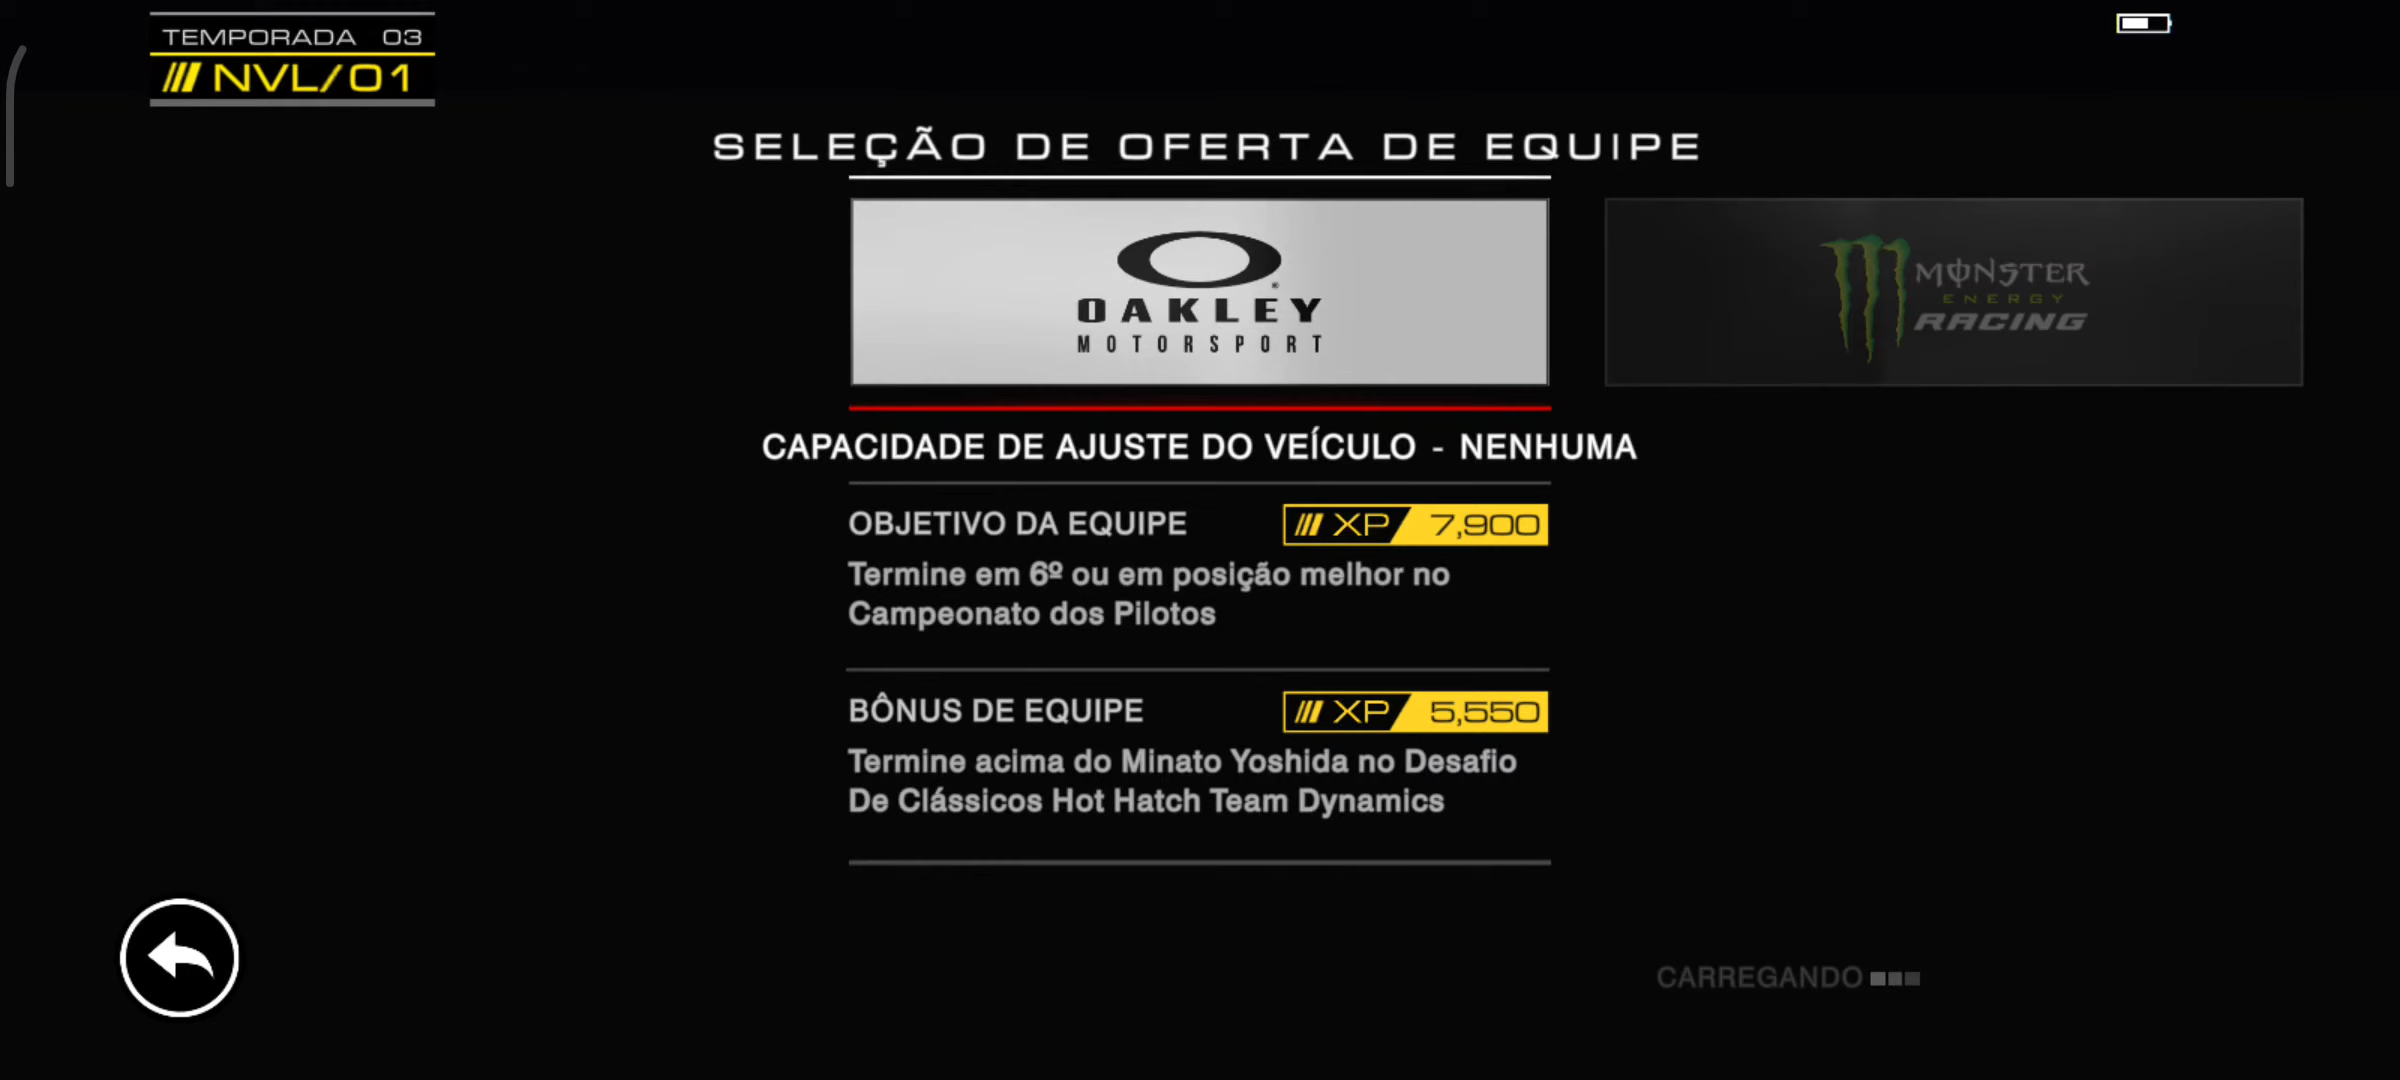 TEMPORADA 03
NVL/01
SELEÇÃO DE OFERTA DE EQUIPE
OAKLEY
MOTORSPORT
MONSTER
ENERGY
RACING
CAPACIDADE DE AJUSTE DO VEÍCULO - NENHUMA
OBJETIVO DA EQUIPE XP 7,900
Termine em 6º ou em posição melhor no
Campeonato dos Pilotos
BÔNUS DE EQUIPE XP 5,550
Termine acima do Minato Yoshida no Desafio
De Clássicos Hot Hatch Team Dynamics
CARREGANDO